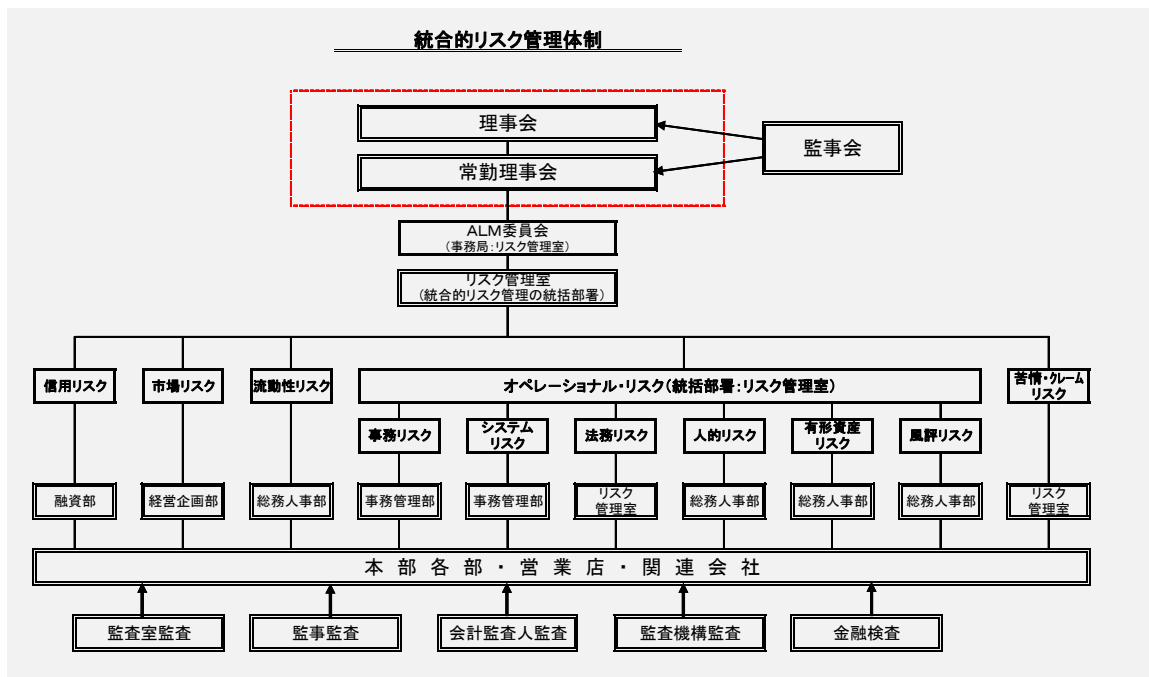 統合的リスク管理体制
理事会
監事会
常勤理事会
ALM委員会
(事務局:リスク管理室)
リスク管理室
(統合的リスク管理の統括部署)
信用リスク
市場リスク
流動性リスク
オペレーショナル・リスク(統括部署:リスク管理室)
苦情・クレーム
リスク
事務リスク
システム
リスク
法務リスク
人的リスク
有形資産
リスク
風評リスク
融資部
経営企画部
総務人事部
事務管理部
事務管理部
リスク
管理室
総務人事部
総務人事部
総務人事部
リスク
管理室
本部各部・営業店・関連会社
監査室監査
監事監査
会計監査人監査
監査機構監査
金融検査